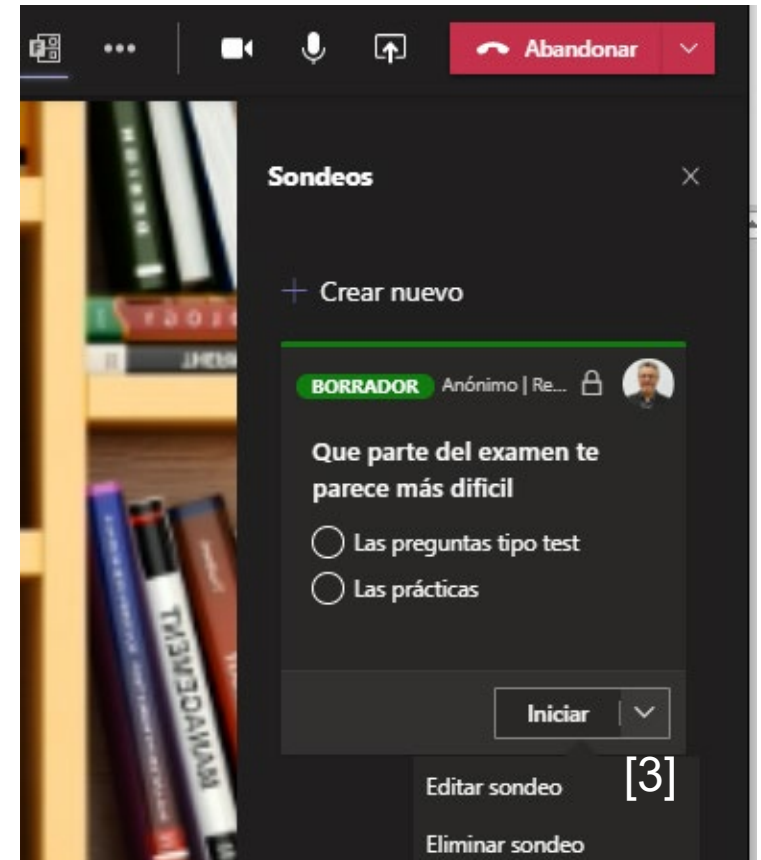 Abandonar
Sondeos
Crear nuevo
BORRADOR Anónimo | Re...
Que parte del examen te
parece más dificil
Las preguntas tipo test
Las prácticas
Iniciar
[3]
Editar sondeo
Eliminar sondeo
MANAGEMENT